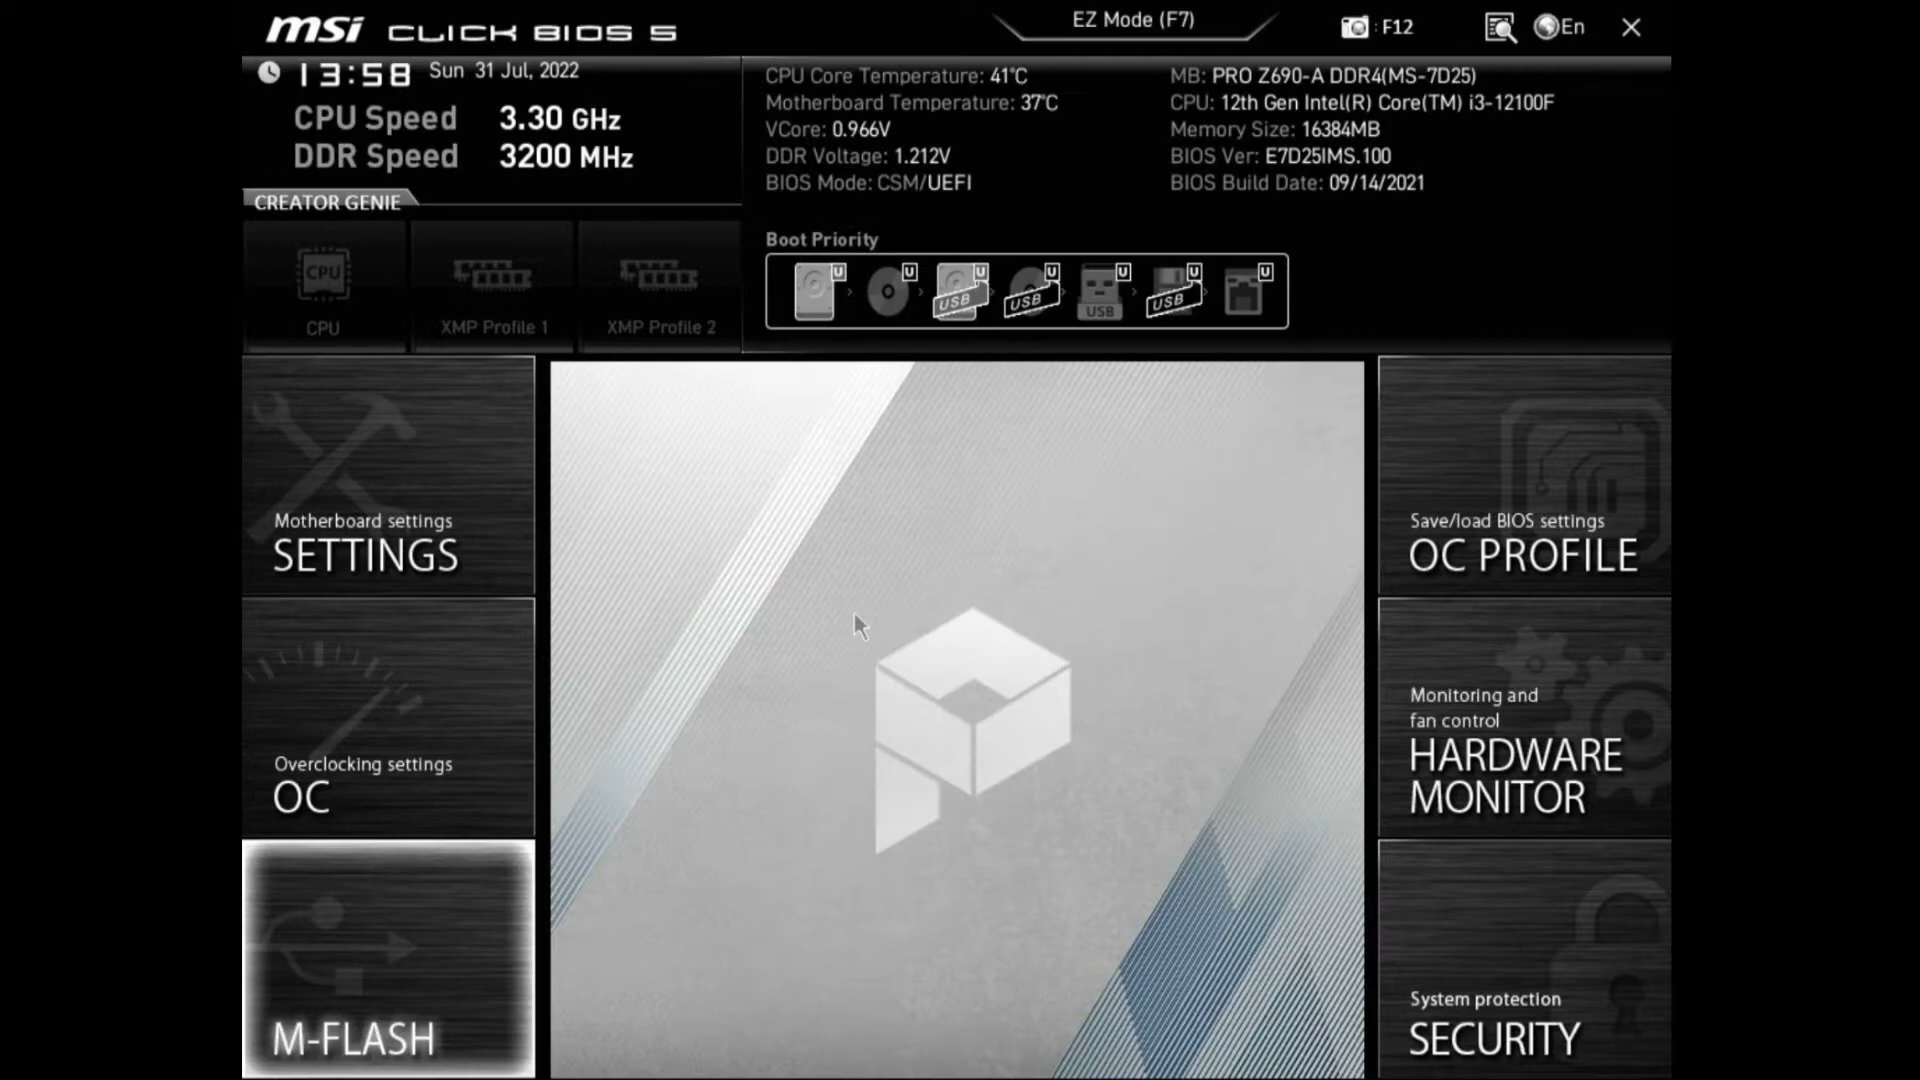 msi CLICK BIOS 5
EZ Mode (F7)
: F12
En
13:58 Sun 31 Jul, 2022
CPU Speed 3.30 GHz
DDR Speed 3200 MHz
CPU Core Temperature: 41°C
Motherboard Temperature: 37°C
VCore: 0.966V
DDR Voltage: 1.212V
BIOS Mode: CSM/UEFI
MB: PRO Z690-A DDR4(MS-7D25)
CPU: 12th Gen Intel(R) Core(TM) i3-12100F
Memory Size: 16384MB
BIOS Ver: E7D25IMS.100
BIOS Build Date: 09/14/2021
CREATOR GENIE
CPU
CPU
XMP Profile 1
XMP Profile 2
Boot Priority
U U U U U U U
USB USB USB USB
Motherboard settings
SETTINGS
Overclocking settings
OC
M-FLASH
Save/load BIOS settings
OC PROFILE
Monitoring and
fan control
HARDWARE
MONITOR
System protection
SECURITY